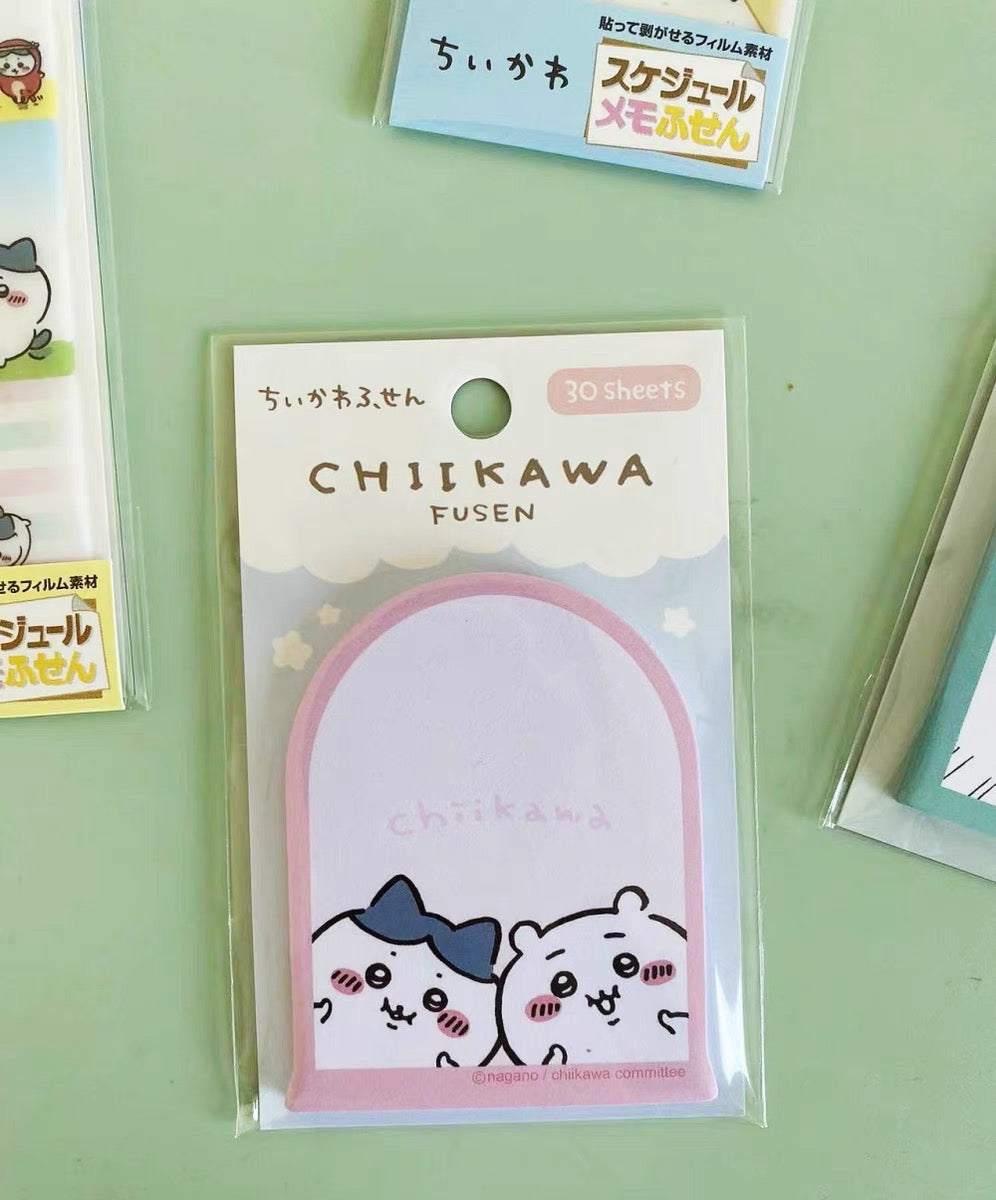 ちいかわ
貼って剥がせるフィルム素材
スケジュール
メモふせん
ちいかわふせん
30 sheets
CHIIKAWA
FUSEN
chiikawa
©nagano / chiikawa committee
せるフィルム素材
ジュール
モふせん